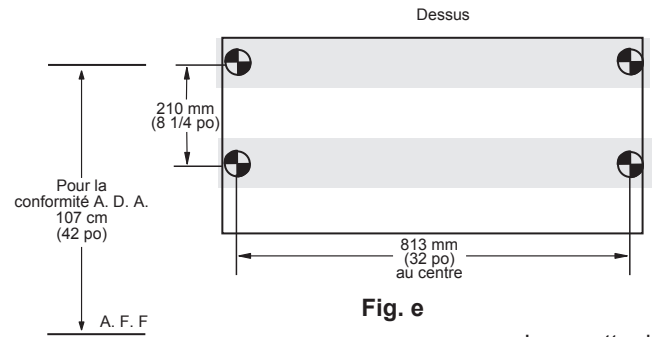 Dessus
210 mm
(8 1/4 po)
Pour la
conformité A. D. A.
107 cm
(42 po)
813 mm
(32 po)
au centre
Fig. e
A. F. F